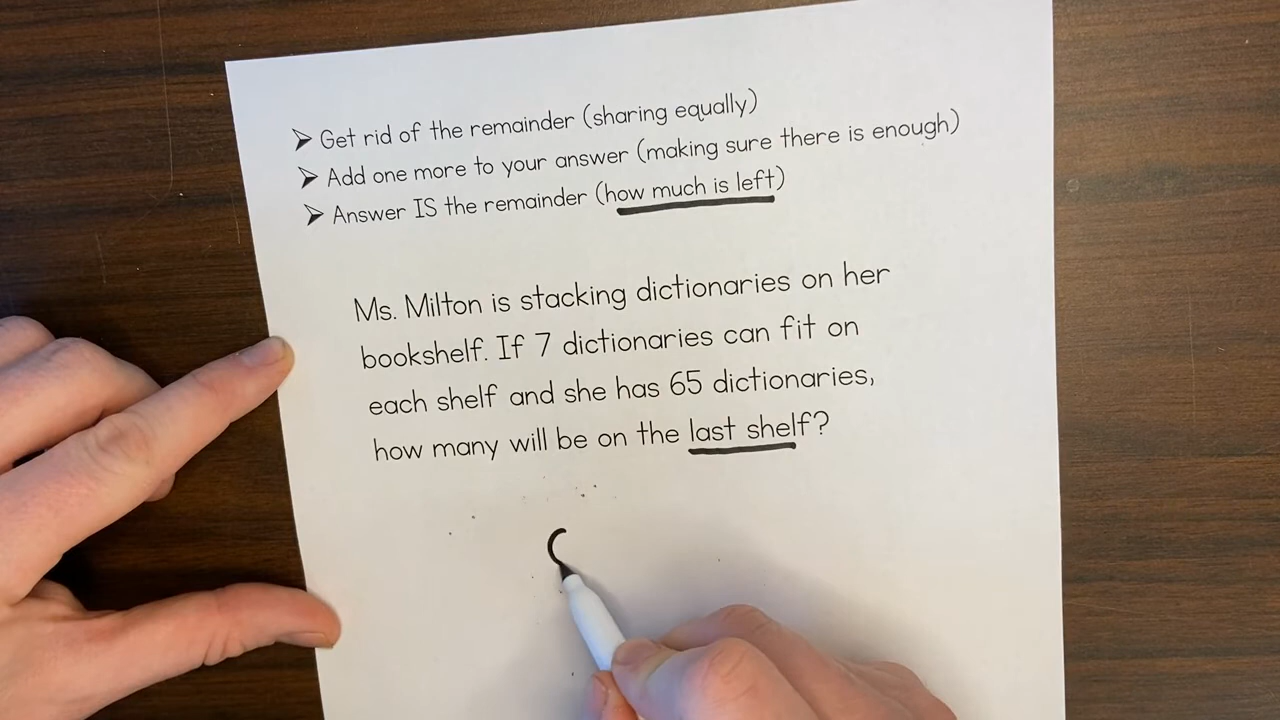 ➢ Get rid of the remainder (sharing equally)
➢ Add one more to your answer (making sure there is enough)
➢ Answer IS the remainder (how much is left)
Ms. Milton is stacking dictionaries on her
bookshelf. If 7 dictionaries can fit on
each shelf and she has 65 dictionaries,
how many will be on the last shelf?